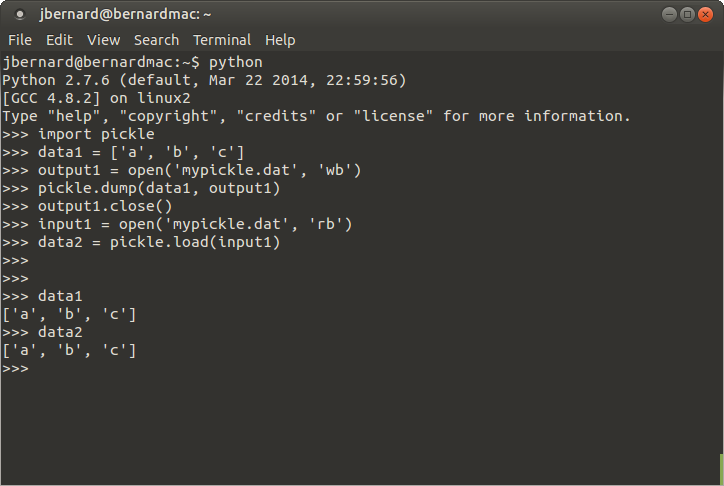 jbernard@bernardmac: ~
File Edit View Search Terminal Help
jbernard@bernardmac:~$ python
Python 2.7.6 (default, Mar 22 2014, 22:59:56)
[GCC 4.8.2] on linux2
Type "help", "copyright", "credits" or "license" for more information.
>>> import pickle
>>> data1 = ['a', 'b', 'c']
>>> output1 = open('mypickle.dat', 'wb')
>>> pickle.dump(data1, output1)
>>> output1.close()
>>> input1 = open('mypickle.dat', 'rb')
>>> data2 = pickle.load(input1)
>>>
>>>
>>> data1
['a', 'b', 'c']
>>> data2
['a', 'b', 'c']
>>>